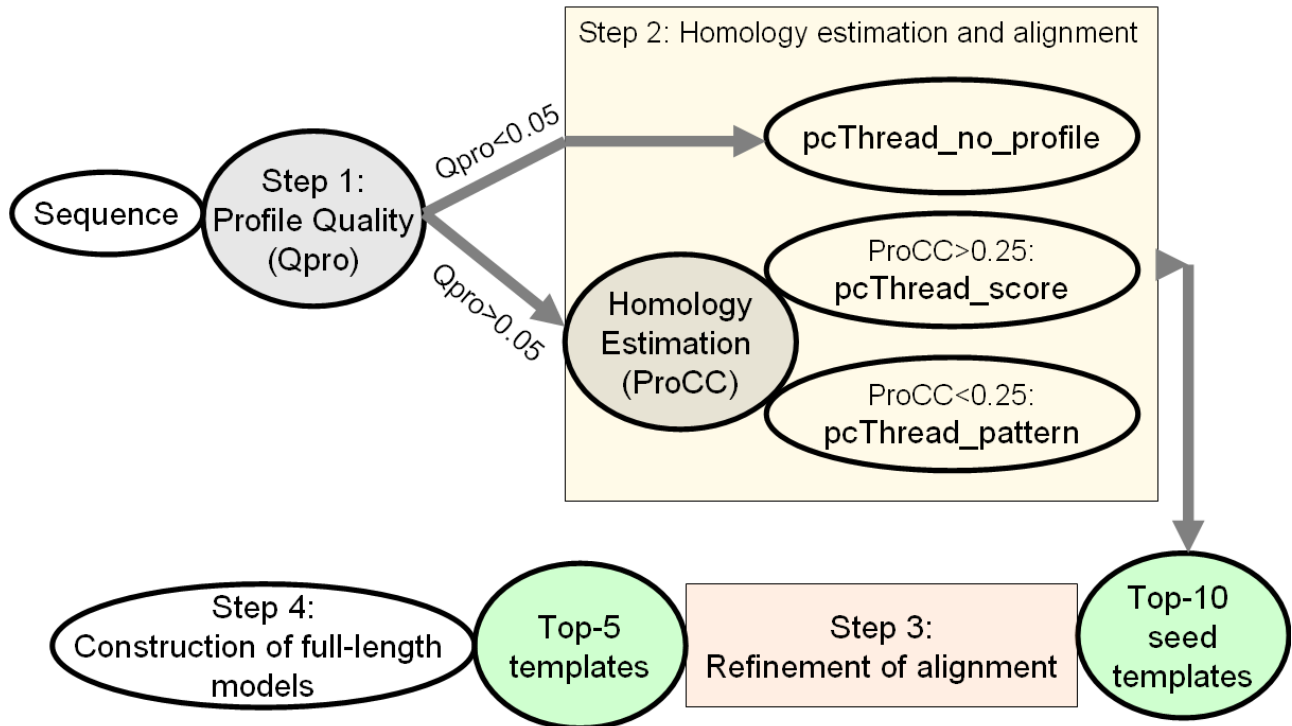 Step 2: Homology estimation and alignment
Qpro<0.05
pcThread_no_profile
Sequence
Step 1:
Profile Quality
(Qpro)
Qpro>0.05
Homology
Estimation
(ProCC)
ProCC>0.25:
pcThread_score
ProCC<0.25:
pcThread_pattern
Top-10
seed
templates
Step 3:
Refinement of alignment
Top-5
templates
Step 4:
Construction of full-length
models